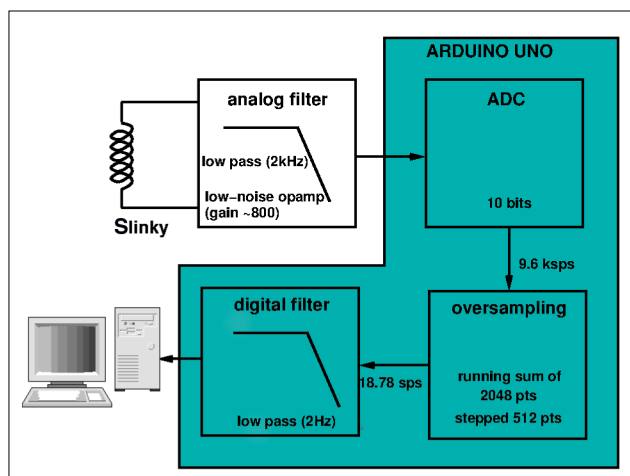 ARDUINO UNO
analog filter
low pass (2kHz)
low-noise opamp
(gain ~800)
Slinky
ADC
10 bits
9.6 ksps
oversampling
running sum of
2048 pts
stepped 512 pts
18.78 sps
digital filter
low pass (2Hz)